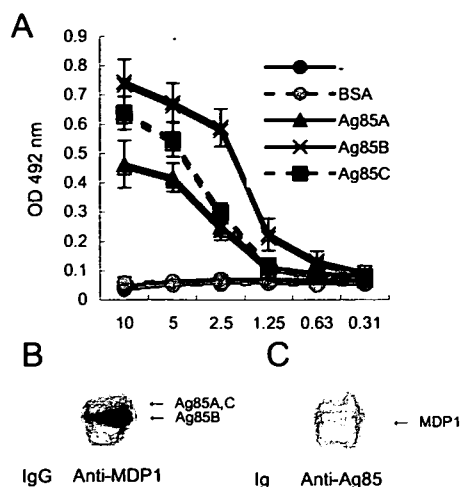 A
OD 492 nm
0.9
0.8
0.7
0.6
0.5
0.4
0.3
0.2
0.1
0
10 5 2.5 1.25 0.63 0.31
-
BSA
Ag85A
Ag85B
Ag85C
B
← Ag85A,C
← Ag85B
IgG Anti-MDP1
C
← MDP1
Ig Anti-Ag85